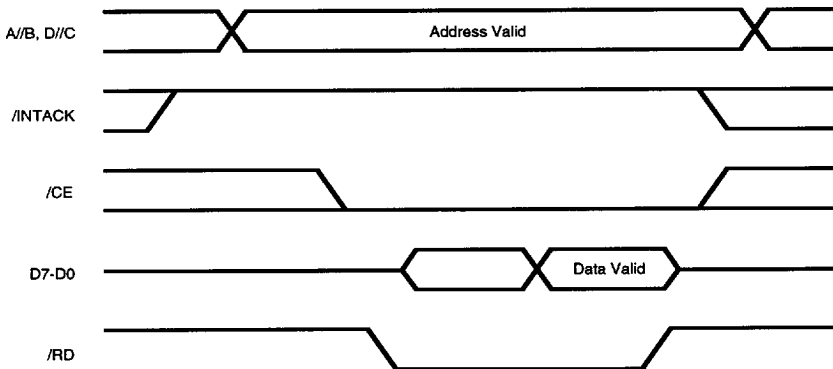 A//B, D//C
Address Valid
/INTACK
/CE
D7-D0
Data Valid
/RD